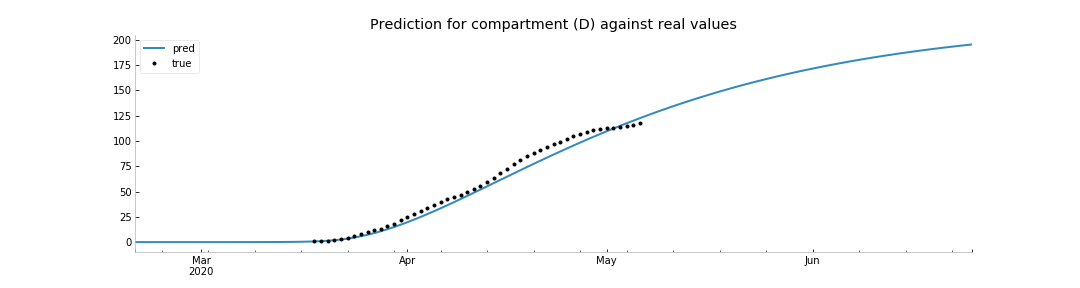 Prediction for compartment (D) against real values
pred
true
200
175
150
125
100
75
50
25
0
Mar
2020
Apr
May
Jun